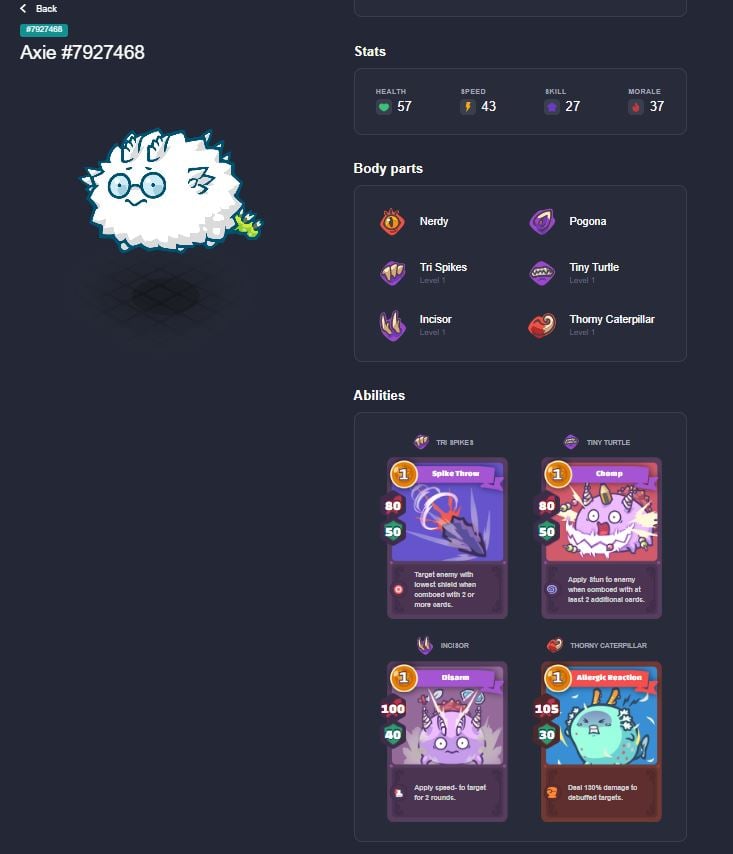 Back
#7927468
Axie #7927468
Stats
HEALTH
57
SPEED
43
SKILL
27
MORALE
37
Body parts
Nerdy
Pogona
Tri Spikes
Level 1
Tiny Turtle
Level 1
Incisor
Level 1
Thorny Caterpillar
Level 1
Abilities
TRI SPIKES
1
Spike Throw
80
50
Target enemy with
lowest shield when
comboed with 2 or
more cards.
TINY TURTLE
1
Chomp
80
50
Apply Stun to enemy
when comboed with at
least 2 additional cards.
INCISOR
1
Disarm
100
40
Apply speed- to target
for 2 rounds.
THORNY CATERPILLAR
1
Allergic Reaction
105
30
Deal 130% damage to
debuffed targets.